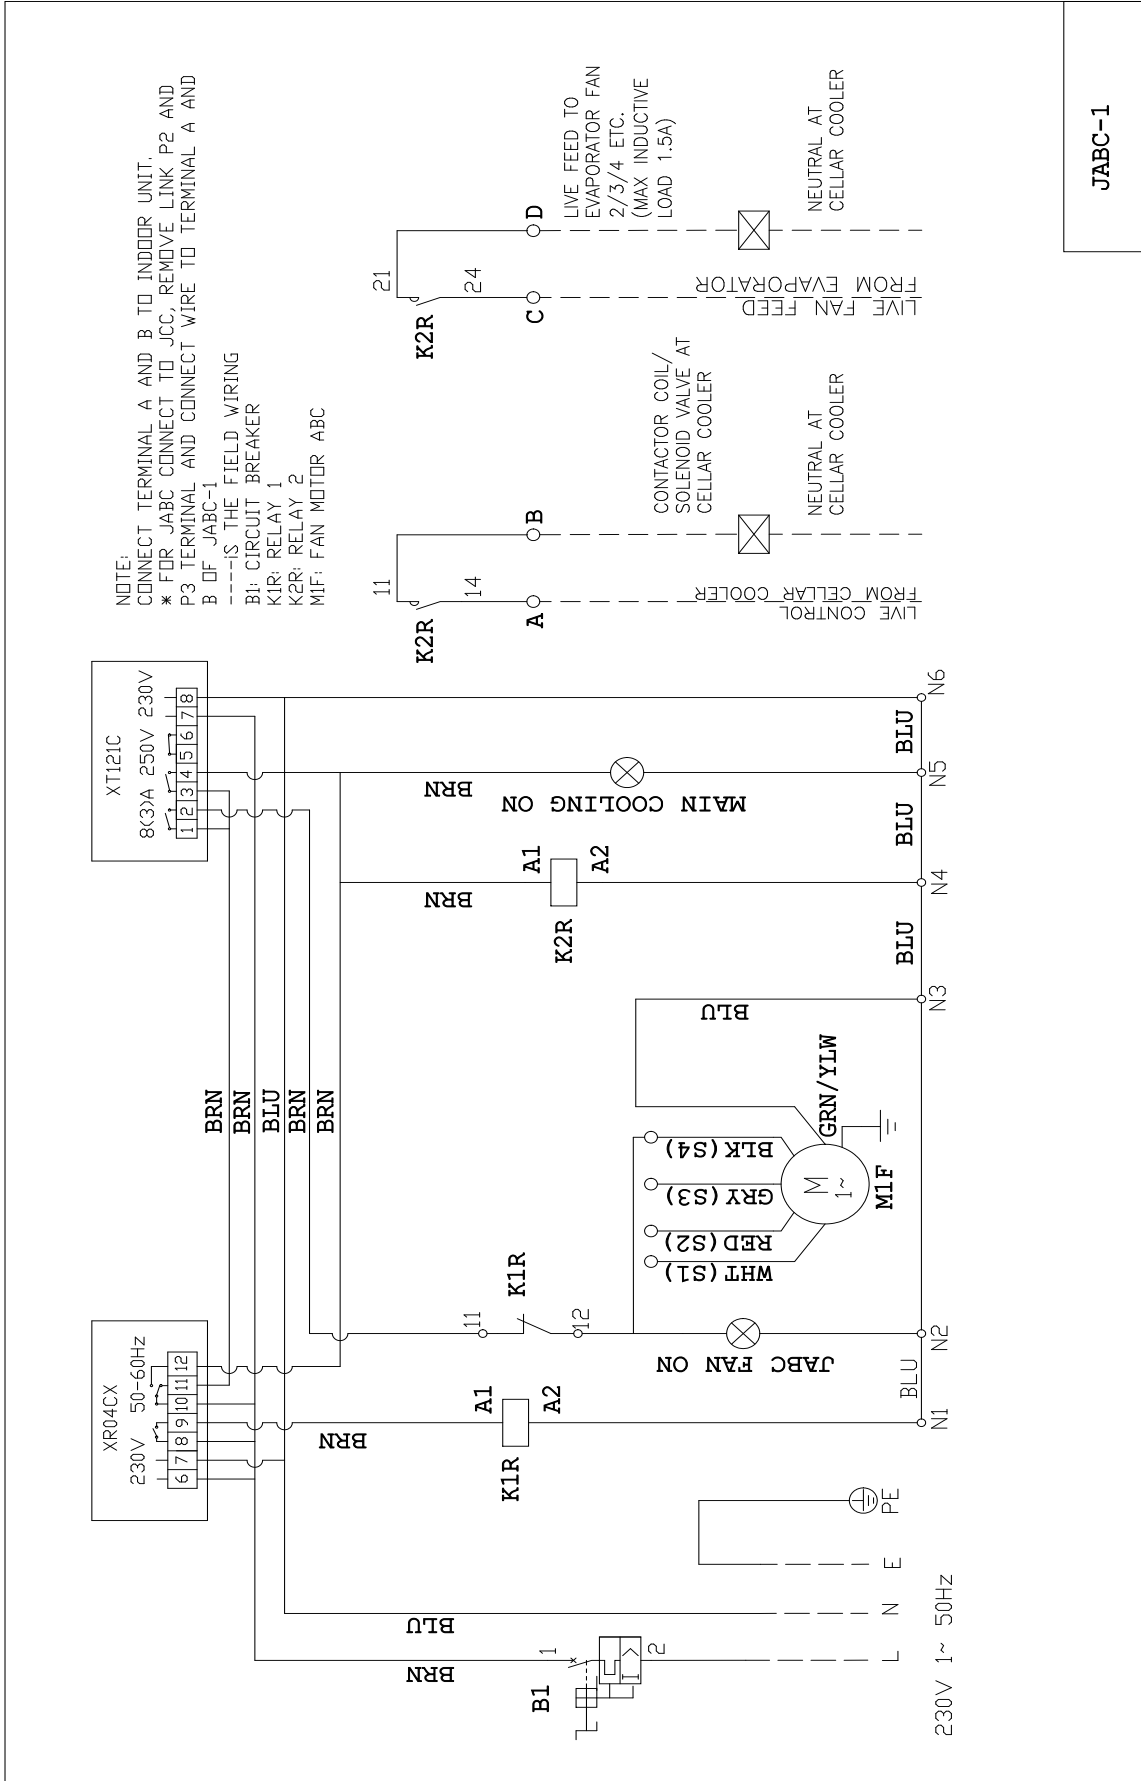 NOTE:
CONNECT TERMINAL A AND B TO INDOOR UNIT.
* FOR JABC CONNECT TO JCC, REMOVE LINK P2 AND
P3 TERMINAL AND CONNECT WIRE TO TERMINAL A AND
B OF JABC-1
----IS THE FIELD WIRING
B1: CIRCUIT BREAKER
K1R: RELAY 1
K2R: RELAY 2
M1F: FAN MOTOR ABC
XR04CX
230V 50-60Hz
6 7 8 9 10 11 12
XT121C
8(3)A 250V 230V
1 2 3 4 5 6 7 8
BRN
BRN
BLU
BRN
BRN
BRN
BLU
B1
1
2
230V 1~ 50Hz
L
N
E
PE
BRN
K1R
A1
A2
11
K1R
12
JABC FAN ON
WHT(S1)
RED(S2)
GRY(S3)
BLK(S4)
M
1~
M1F
GRN/YLW
BLU
BRN
K2R
A1
A2
BRN
MAIN COOLING ON
N1
BLU
N2
N3
BLU
N4
BLU
N5
BLU
N6
K2R
11
14
A
B
LIVE CONTROL
FROM CELLAR COOLER
CONTACTOR COIL/
SOLENOID VALVE AT
CELLAR COOLER
NEUTRAL AT
CELLAR COOLER
K2R
21
24
C
D
LIVE FAN FEED
FROM EVAPORATOR
LIVE FEED TO
EVAPORATOR FAN
2/3/4 ETC.
(MAX INDUCTIVE
LOAD 1.5A)
NEUTRAL AT
CELLAR COOLER
JABC-1